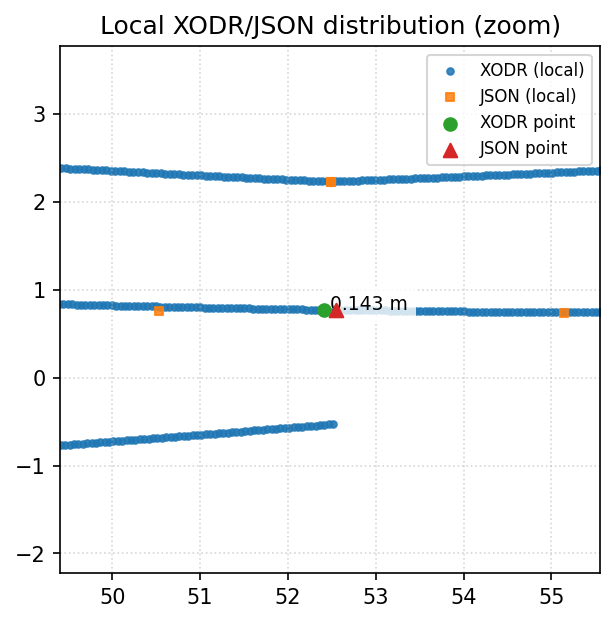 Local XODR/JSON distribution (zoom)
XODR (local)
JSON (local)
XODR point
JSON point
3
2
1
0
−1
−2
0.143 m
50
51
52
53
54
55